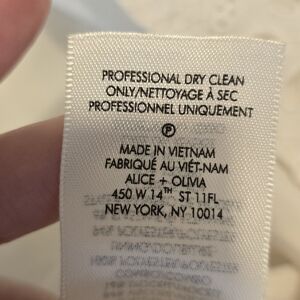 PROFESSIONAL DRY CLEAN
ONLY/NETTOYAGE À SEC
PROFESSIONNEL UNIQUEMENT
P
MADE IN VIETNAM
FABRIQUÉ AU VIÊT-NAM
ALICE + OLIVIA
450 W 14TH ST 11FL
NEW YORK, NY 10014